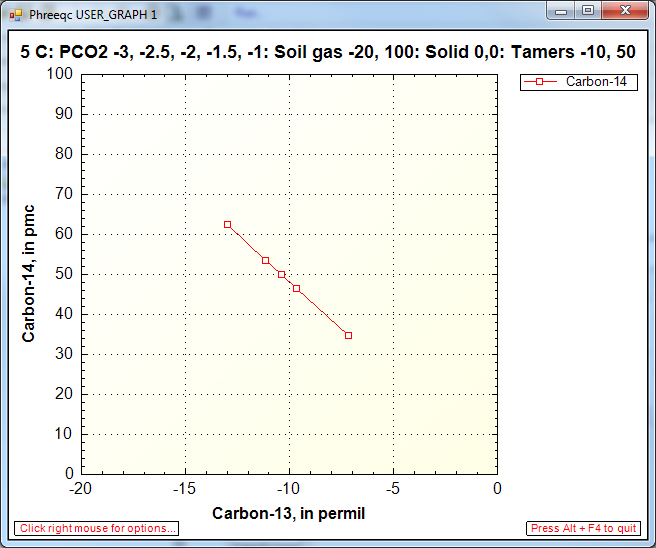 Phreeqc USER_GRAPH 1
5 C: PCO2 -3, -2.5, -2, -1.5, -1: Soil gas -20, 100: Solid 0,0: Tamers -10, 50
Carbon-14
100
90
80
70
60
50
40
30
20
10
0
Carbon-14, in pmc
-20 -15 -10 -5 0
Carbon-13, in permil
Click right mouse for options...
Press Alt + F4 to quit